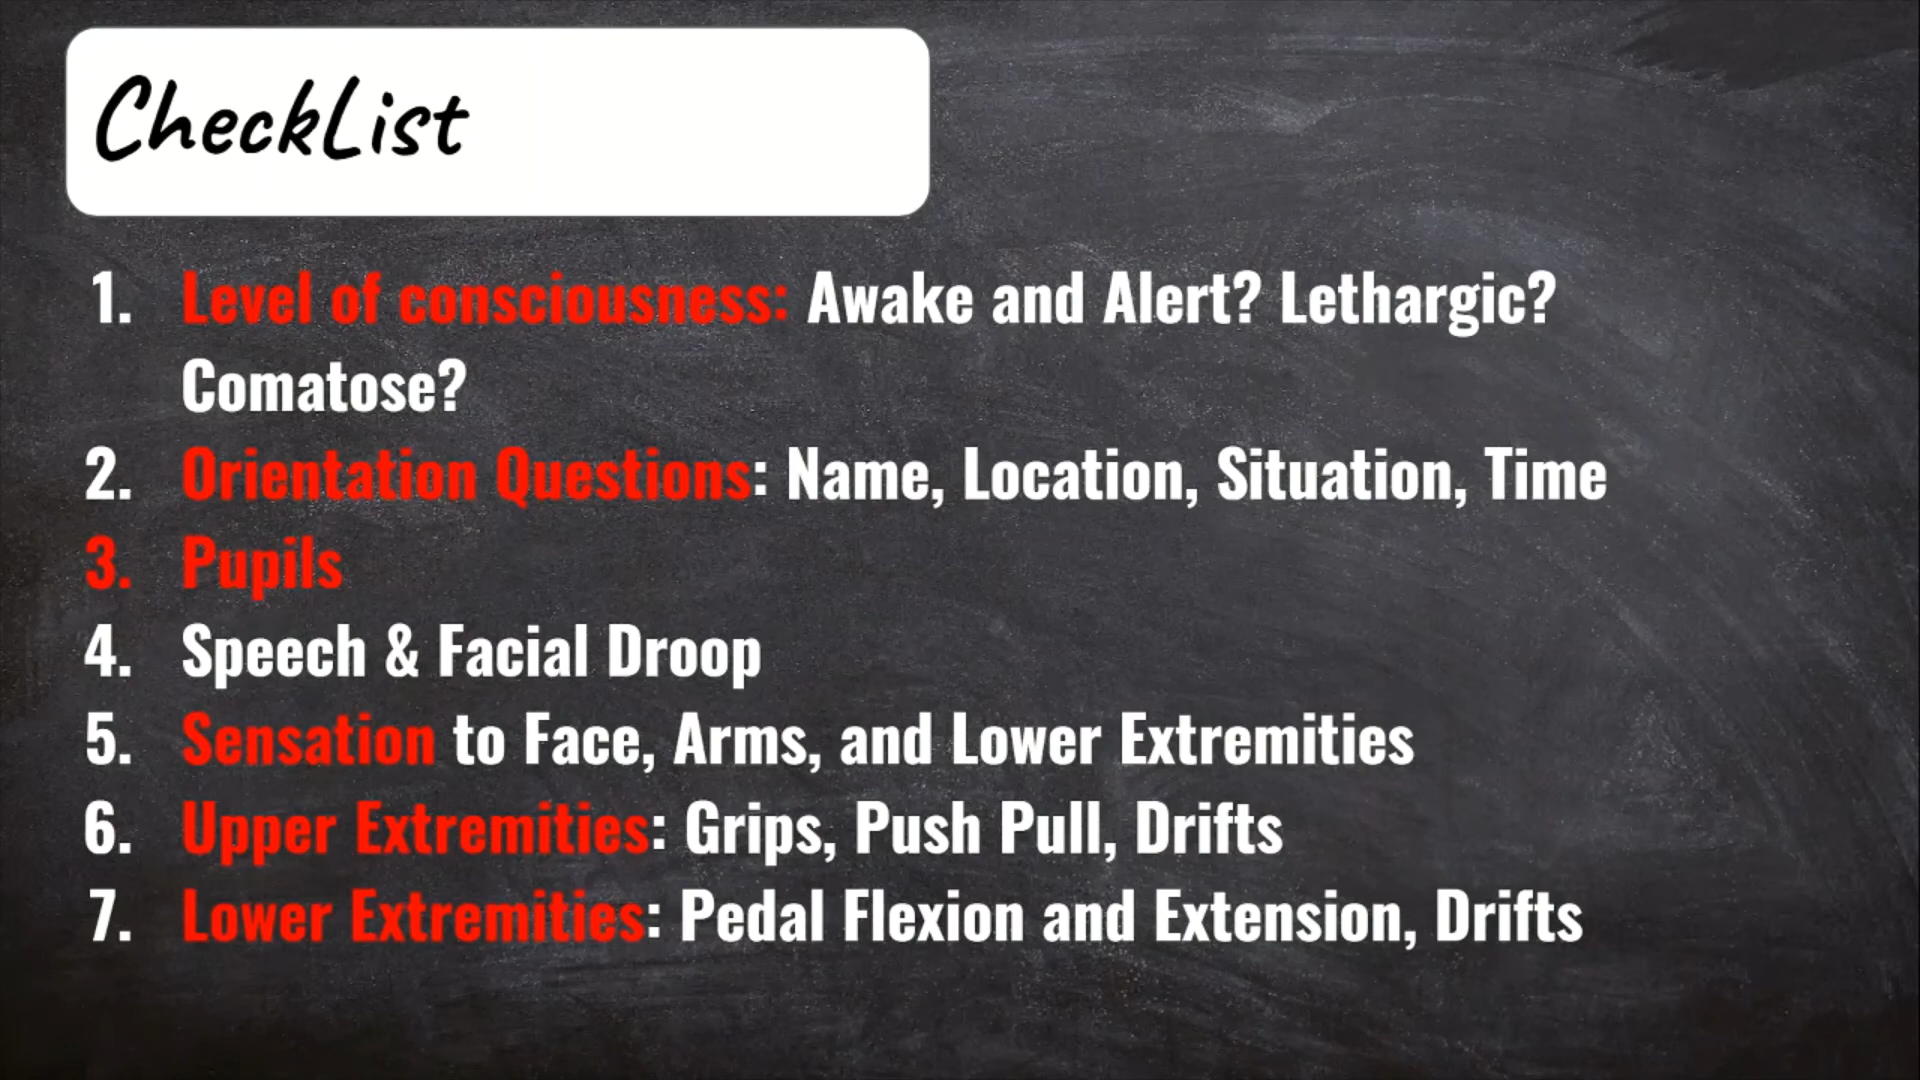 CheckList
1. Level of consciousness: Awake and Alert? Lethargic?
Comatose?
2. Orientation Questions: Name, Location, Situation, Time
3. Pupils
4. Speech & Facial Droop
5. Sensation to Face, Arms, and Lower Extremities
6. Upper Extremities: Grips, Push Pull, Drifts
7. Lower Extremities: Pedal Flexion and Extension, Drifts